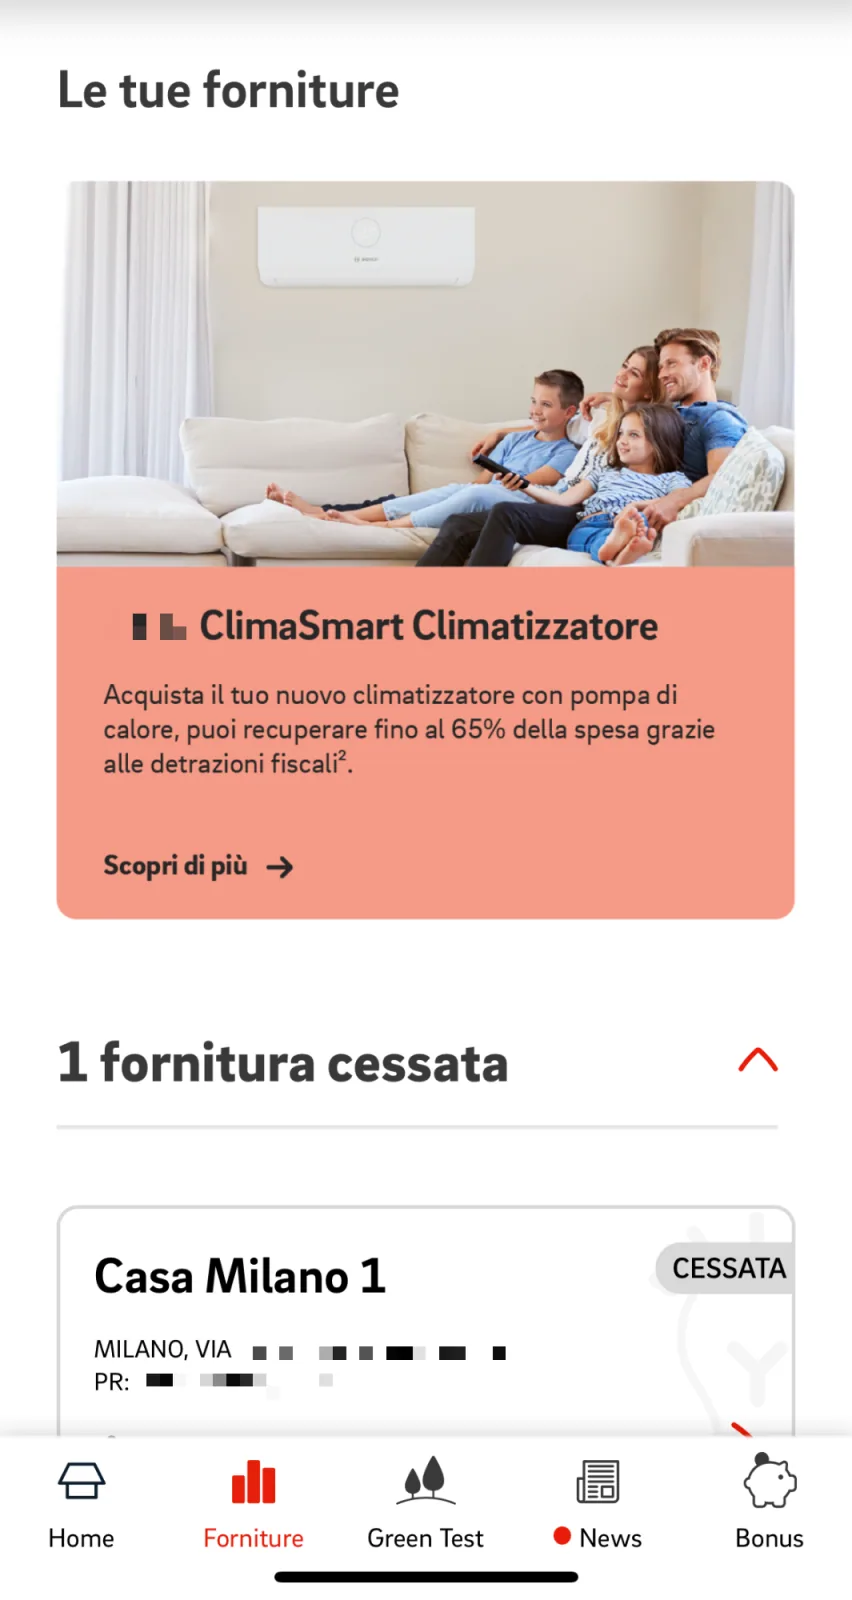 Le tue forniture
ClimaSmart Climatizzatore
Acquista il tuo nuovo climatizzatore con pompa di
calore, puoi recuperare fino al 65% della spesa grazie
alle detrazioni fiscali².
Scopri di più →
1 fornitura cessata
Casa Milano 1
CESSATA
MILANO, VIA
PR:
Home
Forniture
Green Test
News
Bonus